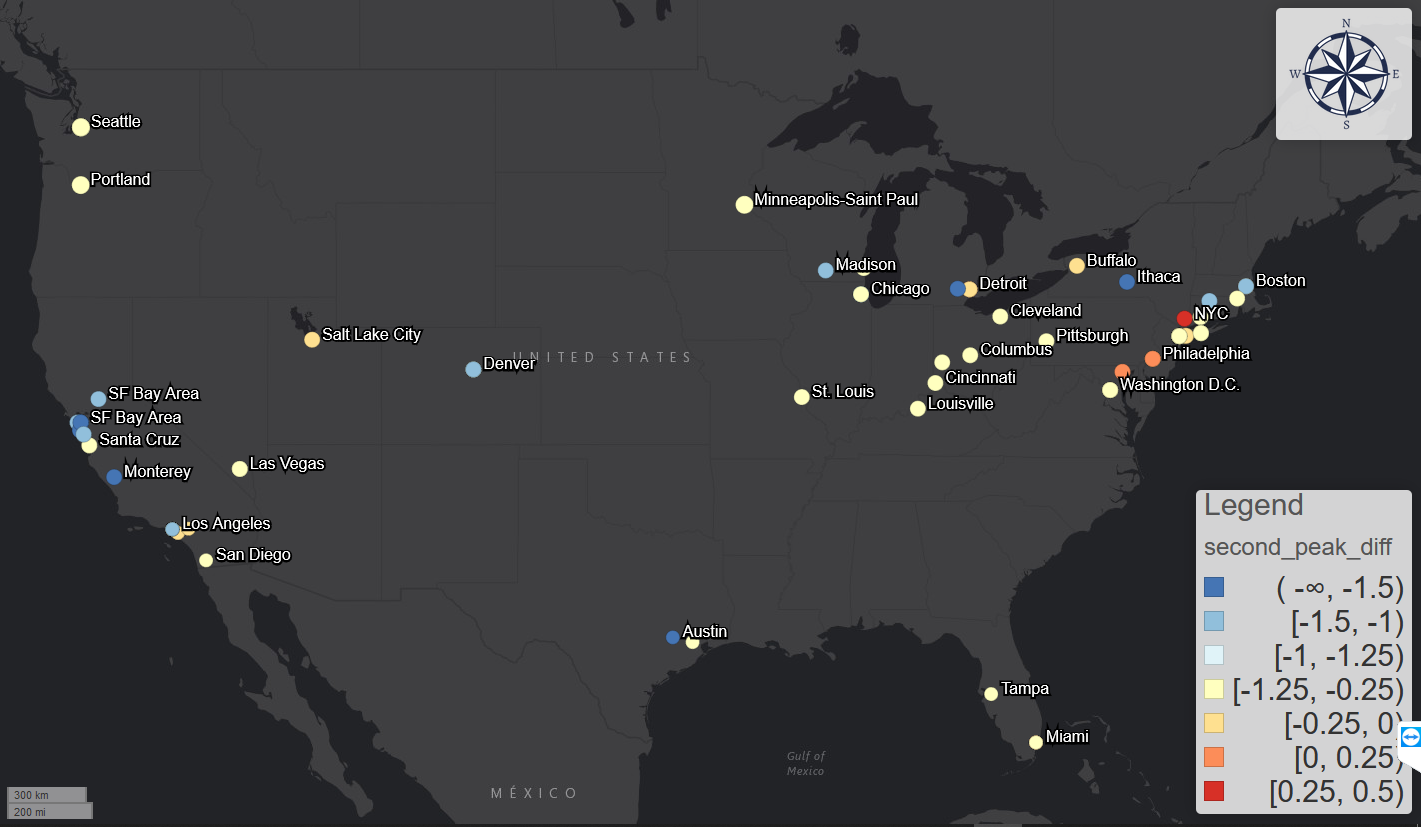 N
W
E
S
Seattle
Portland
Minneapolis-Saint Paul
Madison
Chicago
Detroit
Buffalo
Ithaca
Boston
Cleveland
NYC
Salt Lake City
Pittsburgh
Columbus
Philadelphia
UNITED STATES
Denver
Cincinnati
Washington D.C.
SF Bay Area
St. Louis
Louisville
SF Bay Area
Santa Cruz
Las Vegas
Monterey
Los Angeles
San Diego
Austin
Tampa
Miami
Gulf of
Mexico
MÉXICO
300 km
200 mi
Legend
second_peak_diff
( -∞, -1.5)
[-1.5, -1)
[-1, -1.25)
[-1.25, -0.25)
[-0.25, 0)
[0, 0.25)
[0.25, 0.5)